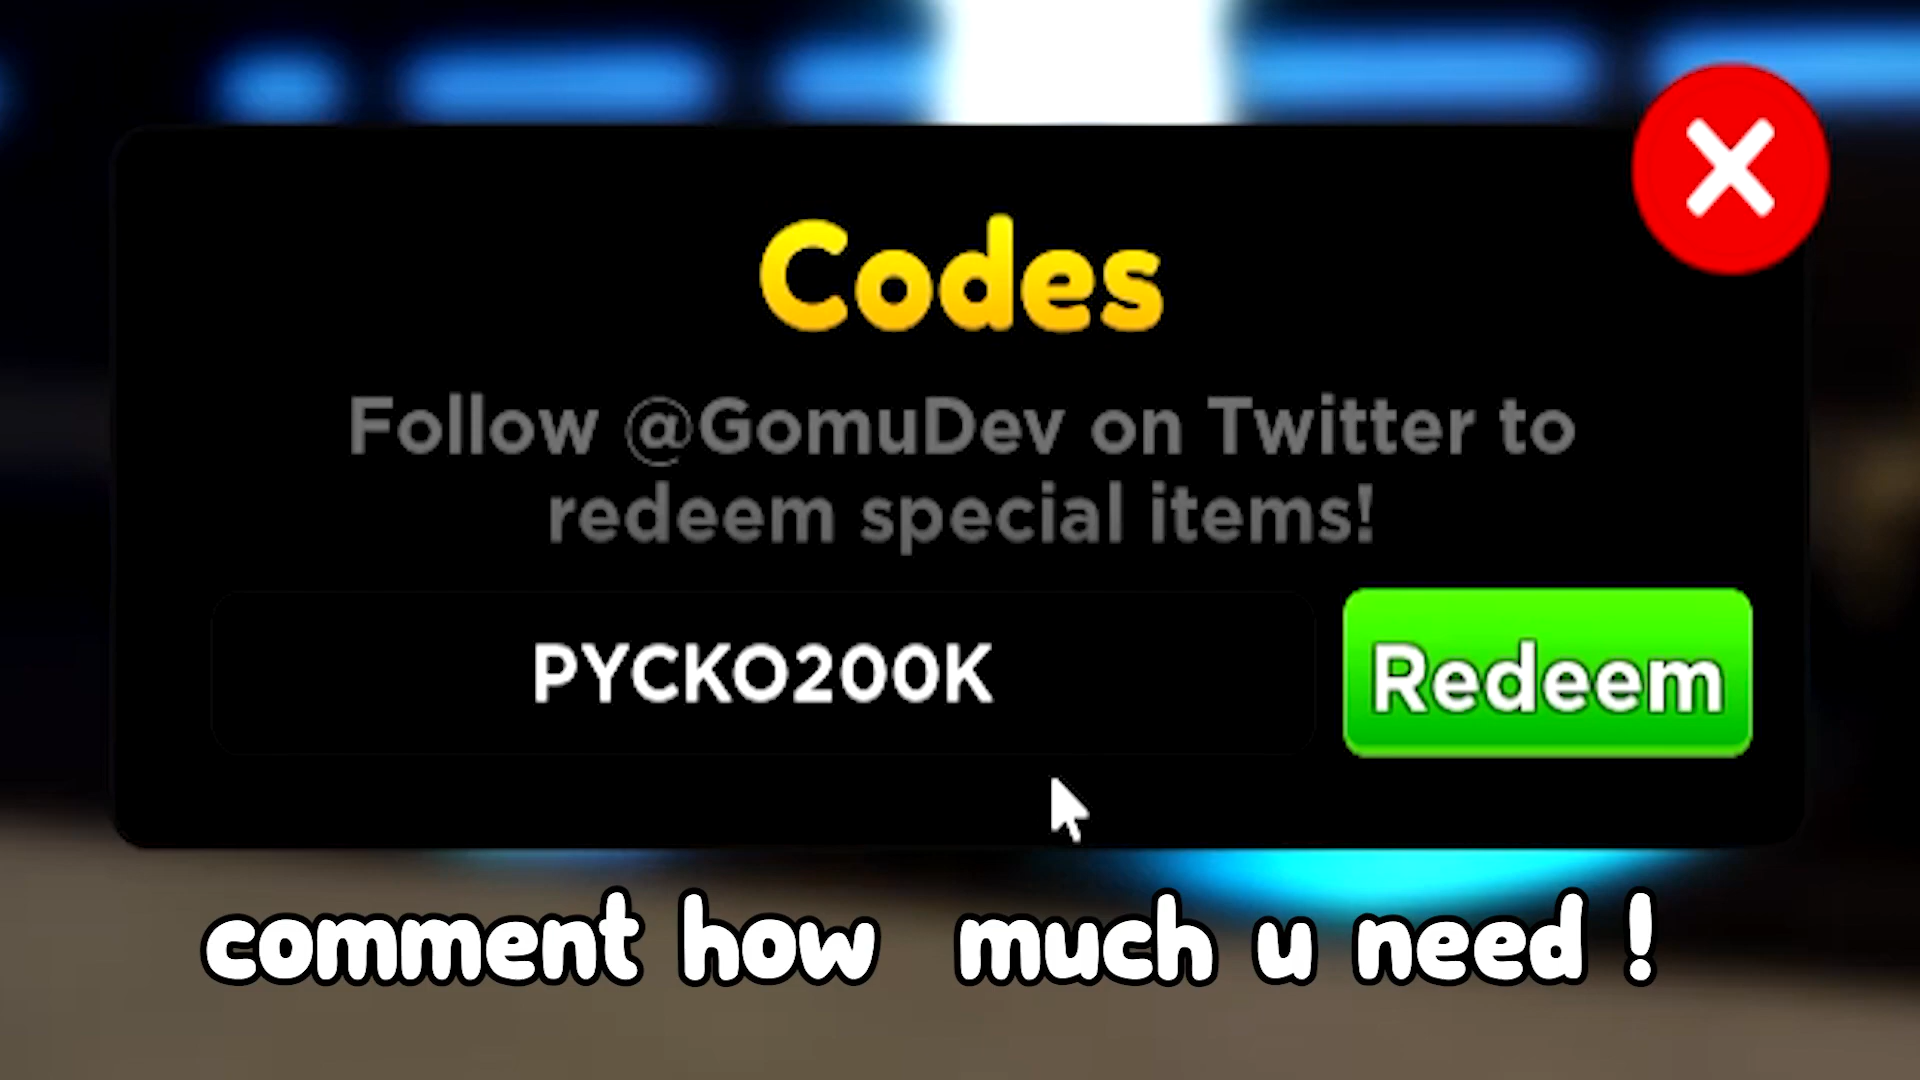 Codes
Follow @GomuDev on Twitter to
redeem special items!
PYCKO200K
Redeem
comment how much u need !